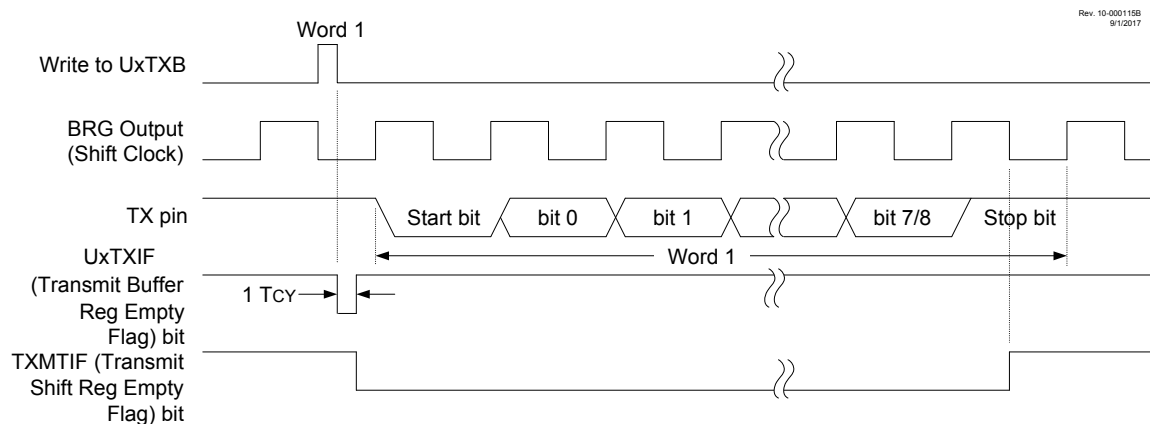 Rev. 10-000115B
9/1/2017
Word 1
Write to UxTXB
BRG Output
(Shift Clock)
TX pin
Start bit
bit 0
bit 1
bit 7/8
Stop bit
Word 1
UxTXIF
(Transmit Buffer
Reg Empty
Flag) bit
1 TCY
TXMTIF (Transmit
Shift Reg Empty
Flag) bit